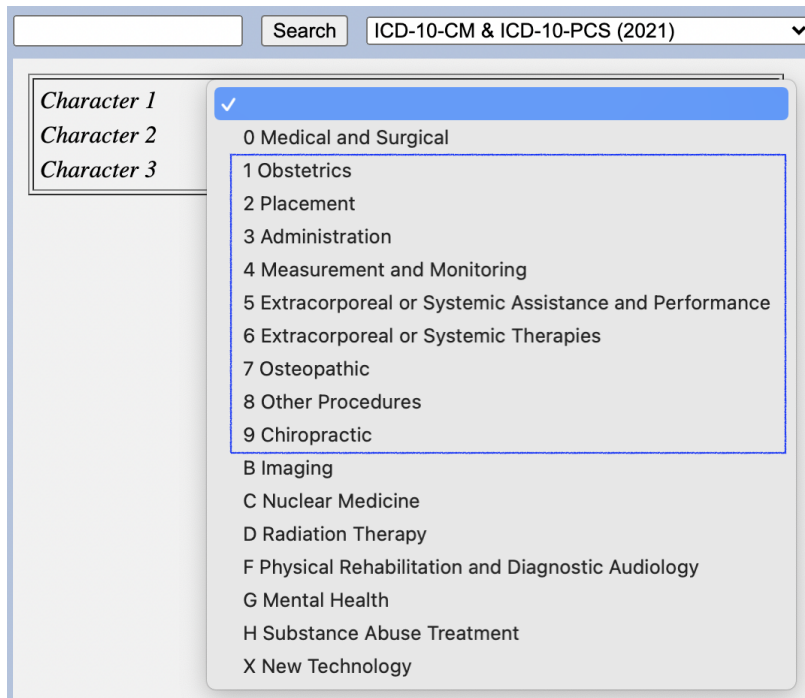 Search ICD-10-CM & ICD-10-PCS (2021)
Character 1
Character 2
Character 3
0 Medical and Surgical
1 Obstetrics
2 Placement
3 Administration
4 Measurement and Monitoring
5 Extracorporeal or Systemic Assistance and Performance
6 Extracorporeal or Systemic Therapies
7 Osteopathic
8 Other Procedures
9 Chiropractic
B Imaging
C Nuclear Medicine
D Radiation Therapy
F Physical Rehabilitation and Diagnostic Audiology
G Mental Health
H Substance Abuse Treatment
X New Technology